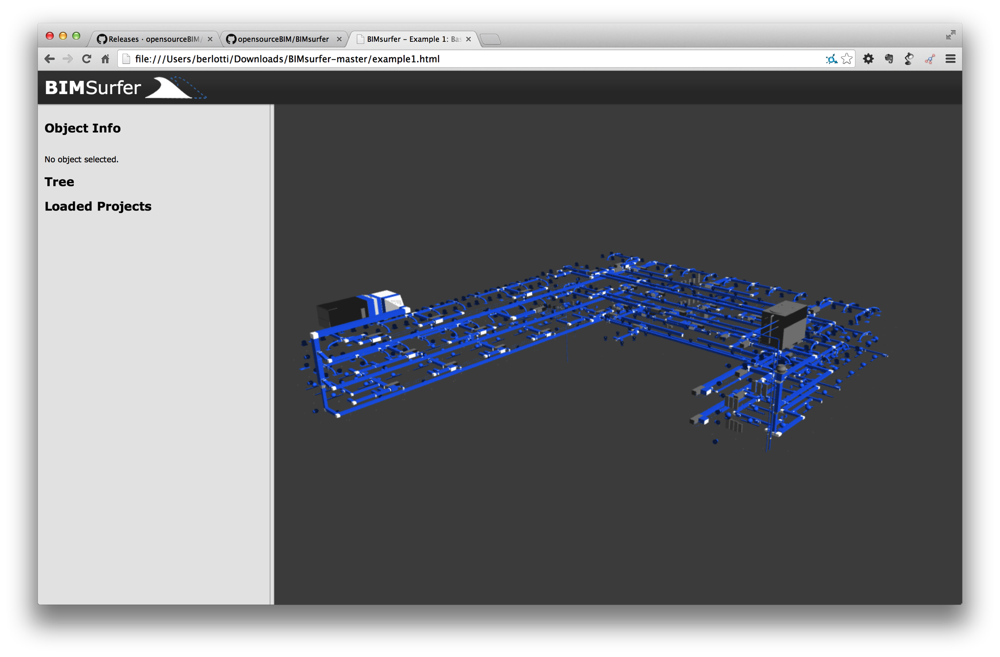 Releases · opensourceBIM/
opensourceBIM/BIMsurfer
BIMsurfer – Example 1: Bas
file:///Users/berlotti/Downloads/BIMsurfer-master/example1.html
BIMSurfer
Object Info
No object selected.
Tree
Loaded Projects